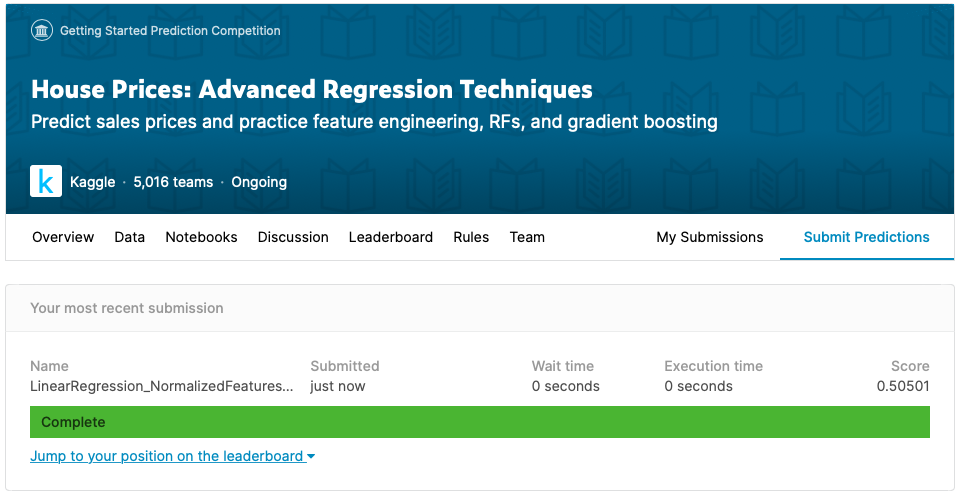 Getting Started Prediction Competition
House Prices: Advanced Regression Techniques
Predict sales prices and practice feature engineering, RFs, and gradient boosting
k Kaggle · 5,016 teams · Ongoing
Overview Data Notebooks Discussion Leaderboard Rules Team My Submissions Submit Predictions
Your most recent submission
Name Submitted Wait time Execution time Score
LinearRegression_NormalizedFeatures... just now 0 seconds 0 seconds 0.50501
Complete
Jump to your position on the leaderboard